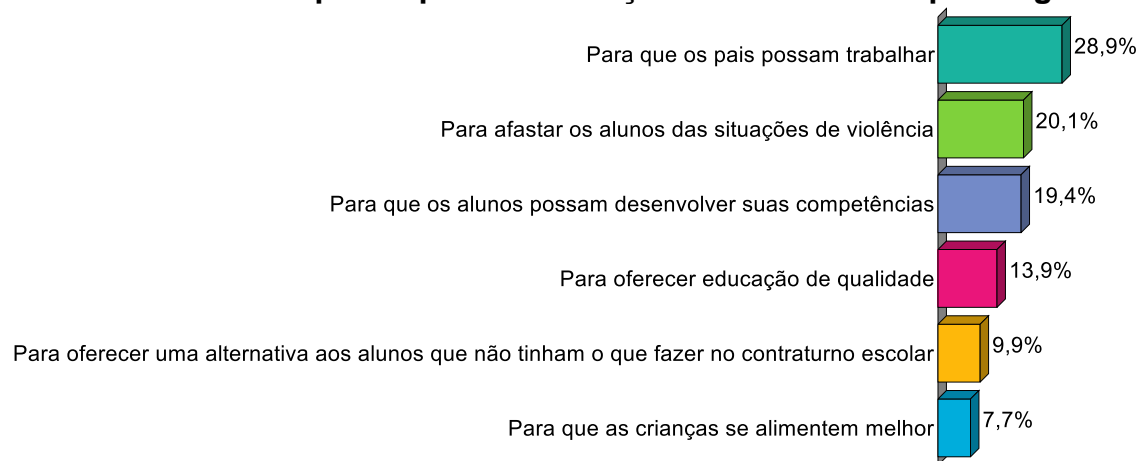 Para que os pais possam trabalhar 28,9%
Para afastar os alunos das situações de violência 20,1%
Para que os alunos possam desenvolver suas competências 19,4%
Para oferecer educação de qualidade 13,9%
Para oferecer uma alternativa aos alunos que não tinham o que fazer no contraturno escolar 9,9%
Para que as crianças se alimentem melhor 7,7%